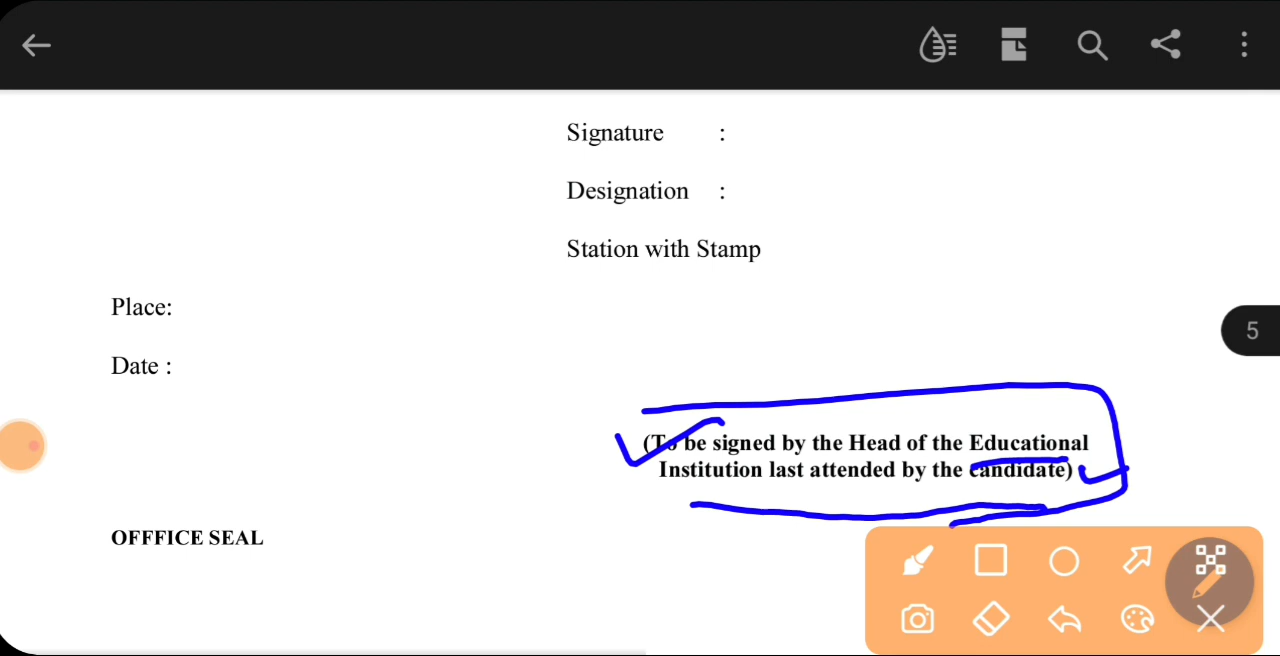 Signature :
Designation :
Station with Stamp
Place:
5
Date :
(To be signed by the Head of the Educational
Institution last attended by the candidate)
OFFFICE SEAL